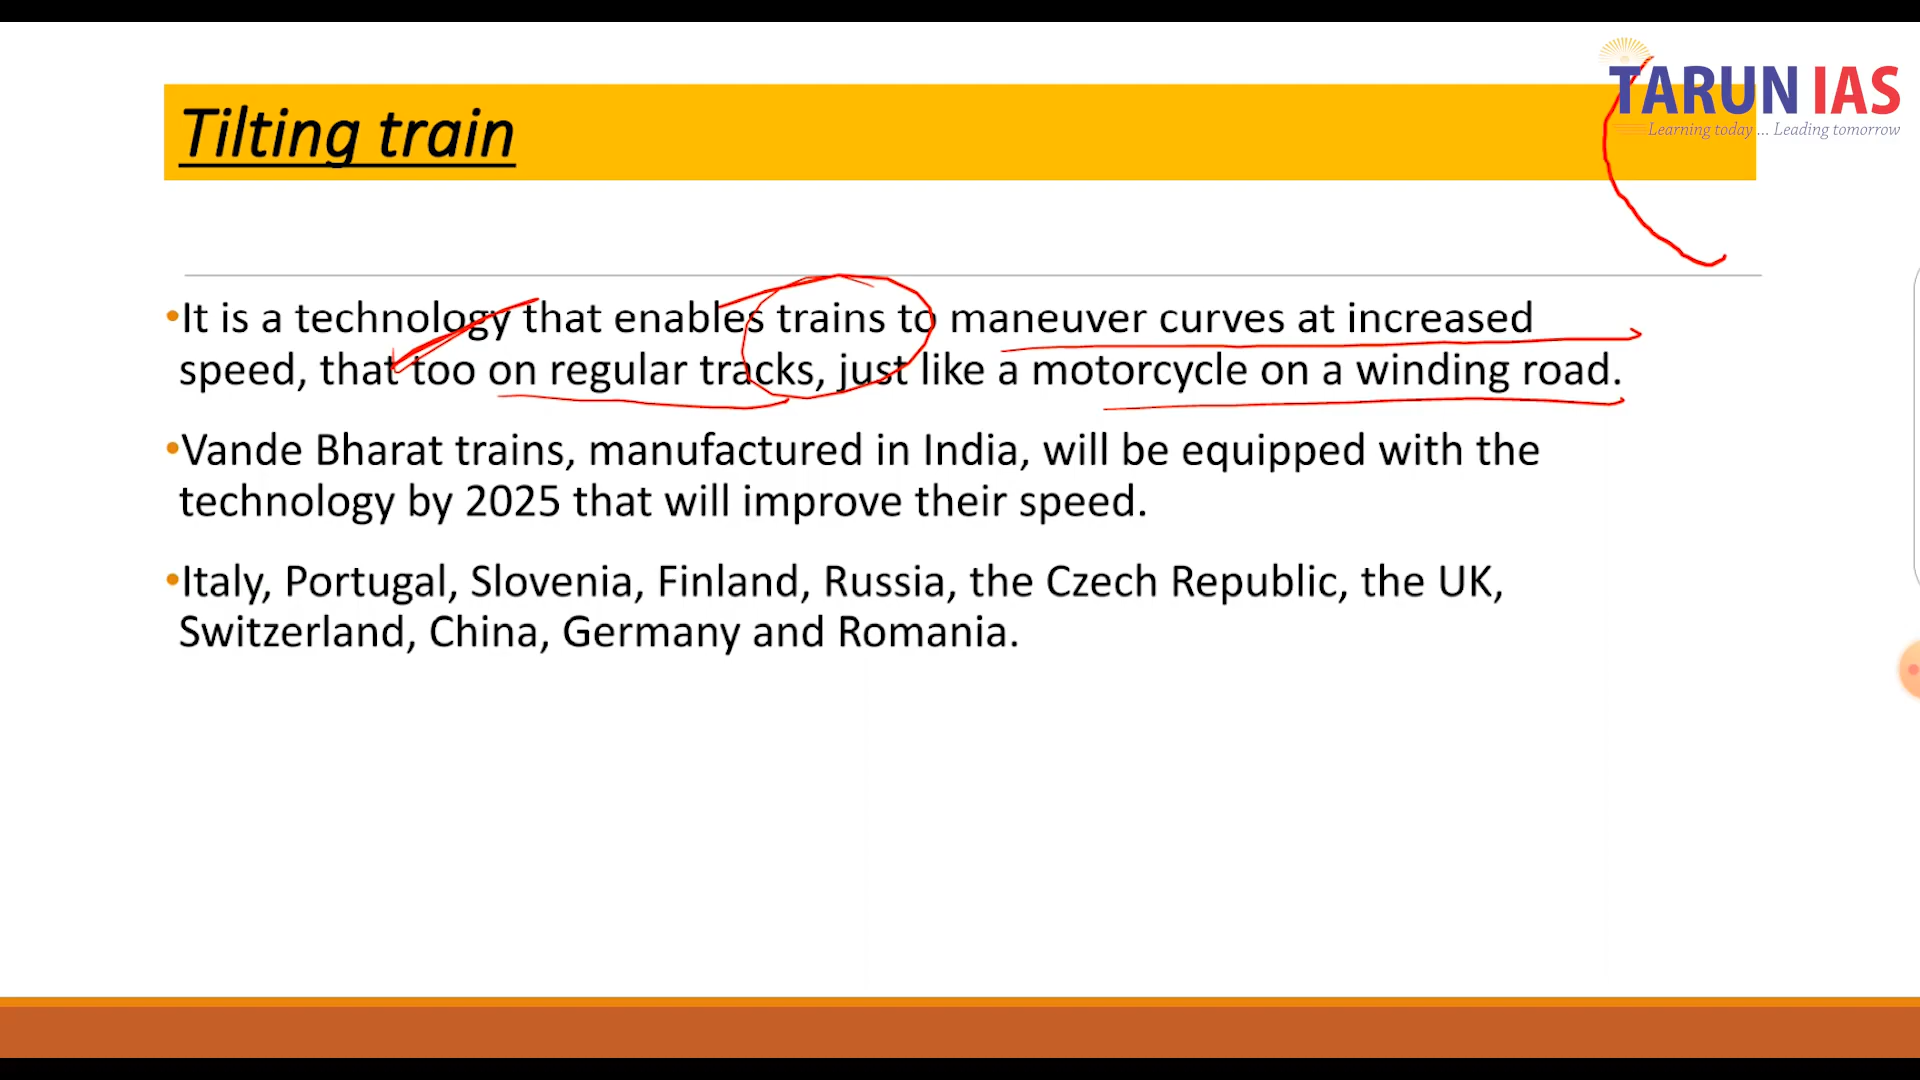 TARUN IAS
Learning today ... Leading tomorrow
Tilting train
•It is a technology that enables trains to maneuver curves at increased
speed, that too on regular tracks, just like a motorcycle on a winding road.
•Vande Bharat trains, manufactured in India, will be equipped with the
technology by 2025 that will improve their speed.
•Italy, Portugal, Slovenia, Finland, Russia, the Czech Republic, the UK,
Switzerland, China, Germany and Romania.